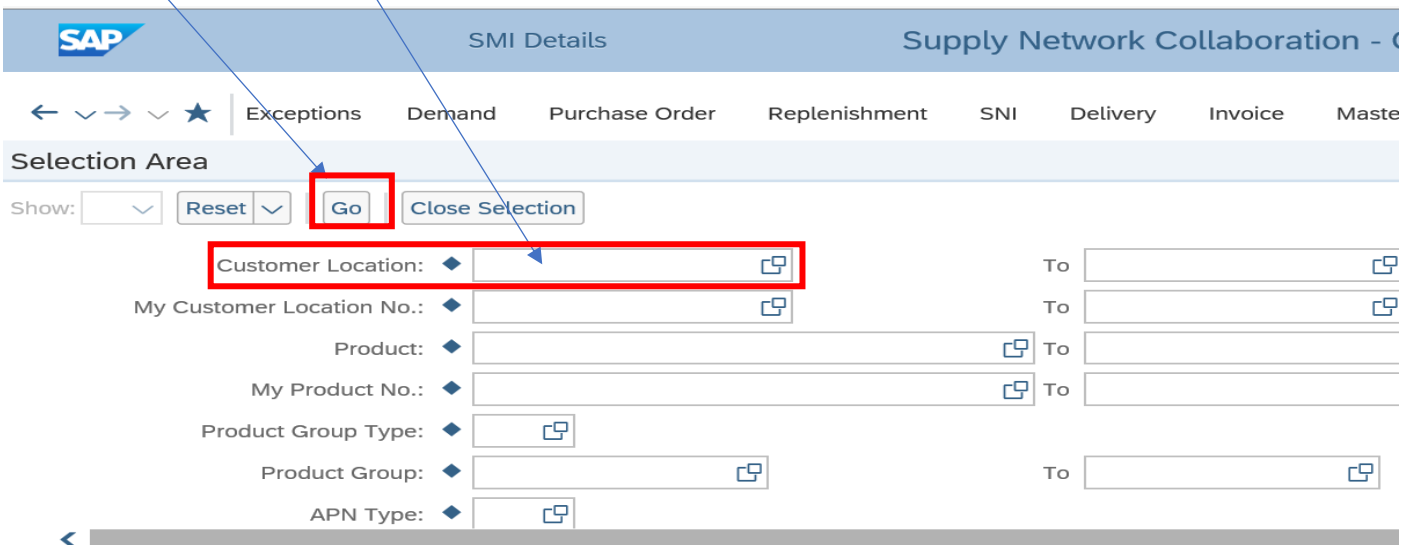 SAP SMI Details Supply Network Collaboration -
Exceptions Demand Purchase Order Replenishment SNI Delivery Invoice Maste
Selection Area
Show: Reset Go Close Selection
Customer Location: To
My Customer Location No.: To
Product: To
My Product No.: To
Product Group Type:
Product Group: To
APN Type: